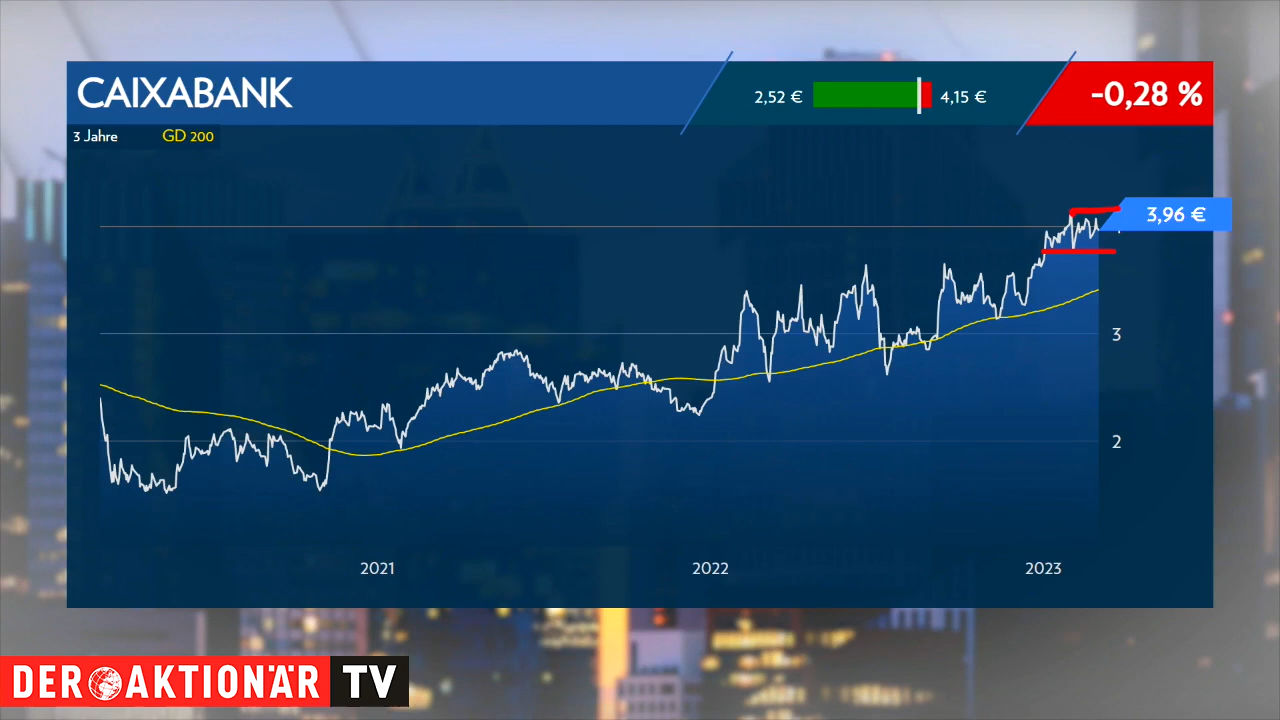 CAIXABANK
2,52 €
4,15 €
-0,28 %
3 Jahre
GD 200
3,96 €
3
2
2021
2022
2023
DER AKTIONÄR TV